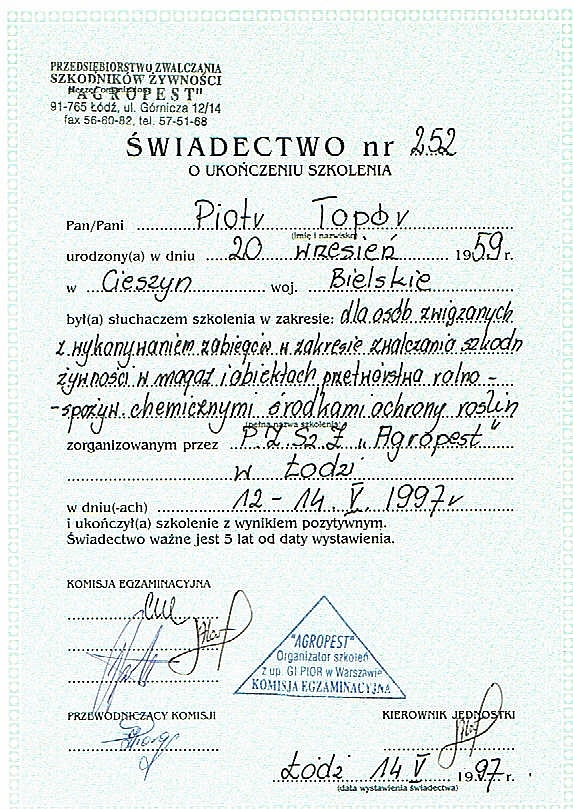 PRZEDSIĘBIORSTWO ZWALCZANIA
SZKODNIKÓW ŻYWNOŚCI
"AGROPEST"
91-765 Łódź, ul. Górnicza 12/14
fax 56-60-82, tel. 57-51-68
ŚWIADECTWO nr 252
O UKOŃCZENIU SZKOLENIA
Pan/Pani Piotr Topór
(imię i nazwisko)
urodzony(a) w dniu 20 wrzesień 1959 r.
w Cieszyn woj. Bielskie
był(a) słuchaczem szkolenia w zakresie: dla osób związanych
z wykonywaniem zabiegów w zakresie zwalczania szkodn
żywności w magaz i obiektach przetwórstwa rolno-
-spożyw. chemicznymi środkami ochrony roślin
(pełna nazwa szkolenia)
zorganizowanym przez P.Z.Sz.Ż „Agropest"
w Łodzi
w dniu(-ach) 12-14.V.1997r
i ukończył(a) szkolenie z wynikiem pozytywnym.
Świadectwo ważne jest 5 lat od daty wystawienia.
KOMISJA EGZAMINACYJNA
"AGROPEST"
Organizator szkoleń
z up. GI PIOR w Warszawie
KOMISJA EGZAMINACYJNA
PRZEWODNICZĄCY KOMISJI
KIEROWNIK JEDNOSTKI
Łódź 14 V 1997 r.
(data wystawienia świadectwa)